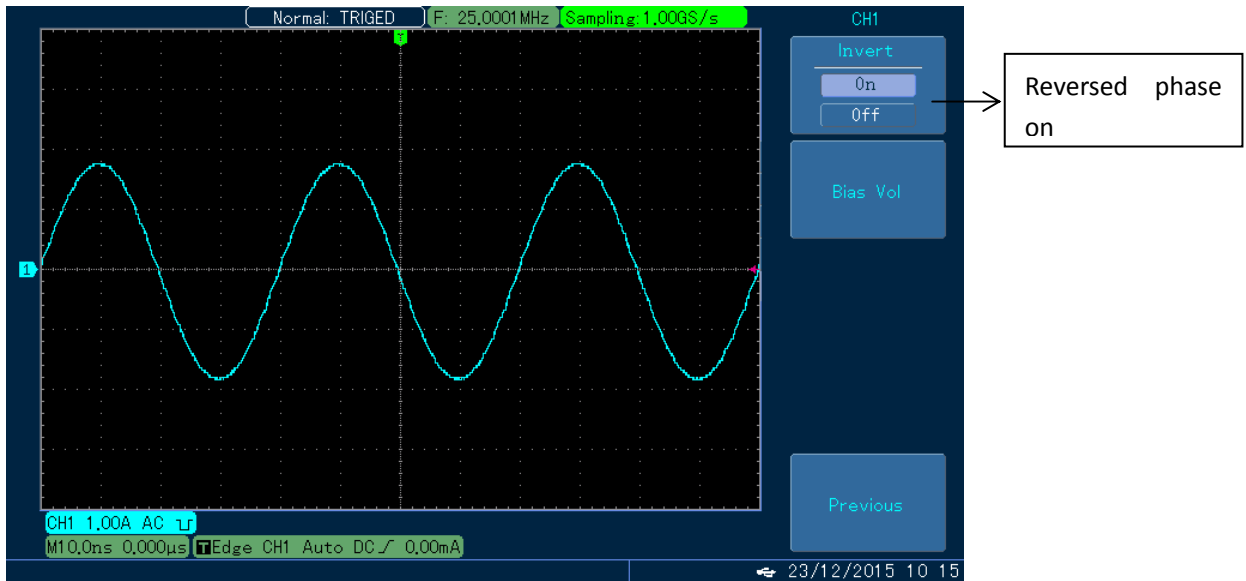 Normal: TRIGED F: 25.0001MHz Sampling:1.00GS/s CH1
T
Invert
On
Off
Reversed phase
on
Bias Vol
1
Previous
CH1 1.00A AC
M10.0ns 0.000μs T Edge CH1 Auto DC 0.00mA
23/12/2015 10 15